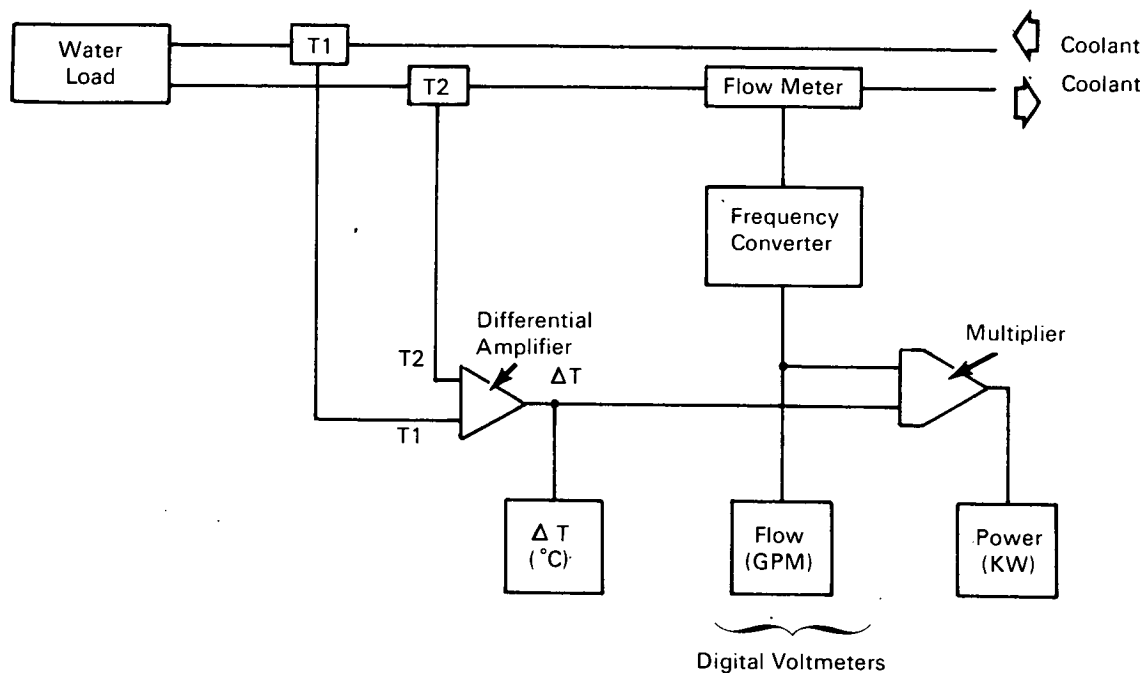 Water
Load
T1
Coolant
T2
Flow Meter
Coolant
Frequency
Converter
Differential
Amplifier
Multiplier
T2
ΔT
T1
Δ T
(°C)
Flow
(GPM)
Power
(KW)
Digital Voltmeters